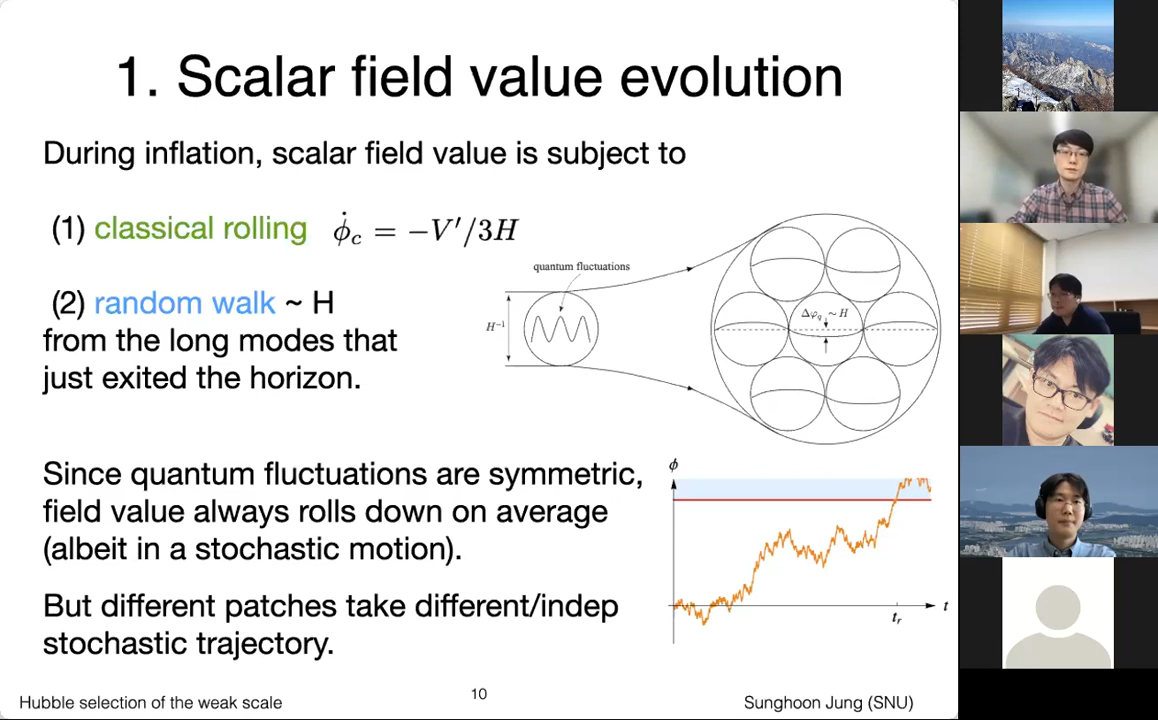 1. Scalar field value evolution
During inflation, scalar field value is subject to
(1) classical rolling φ̇_c = −V′/3H
(2) random walk ~ H
from the long modes that
just exited the horizon.
quantum fluctuations
H⁻¹
Δφ_q ~ H
Since quantum fluctuations are symmetric,
field value always rolls down on average
(albeit in a stochastic motion).
But different patches take different/indep
stochastic trajectory.
ϕ
t
t_r
Hubble selection of the weak scale
10
Sunghoon Jung (SNU)